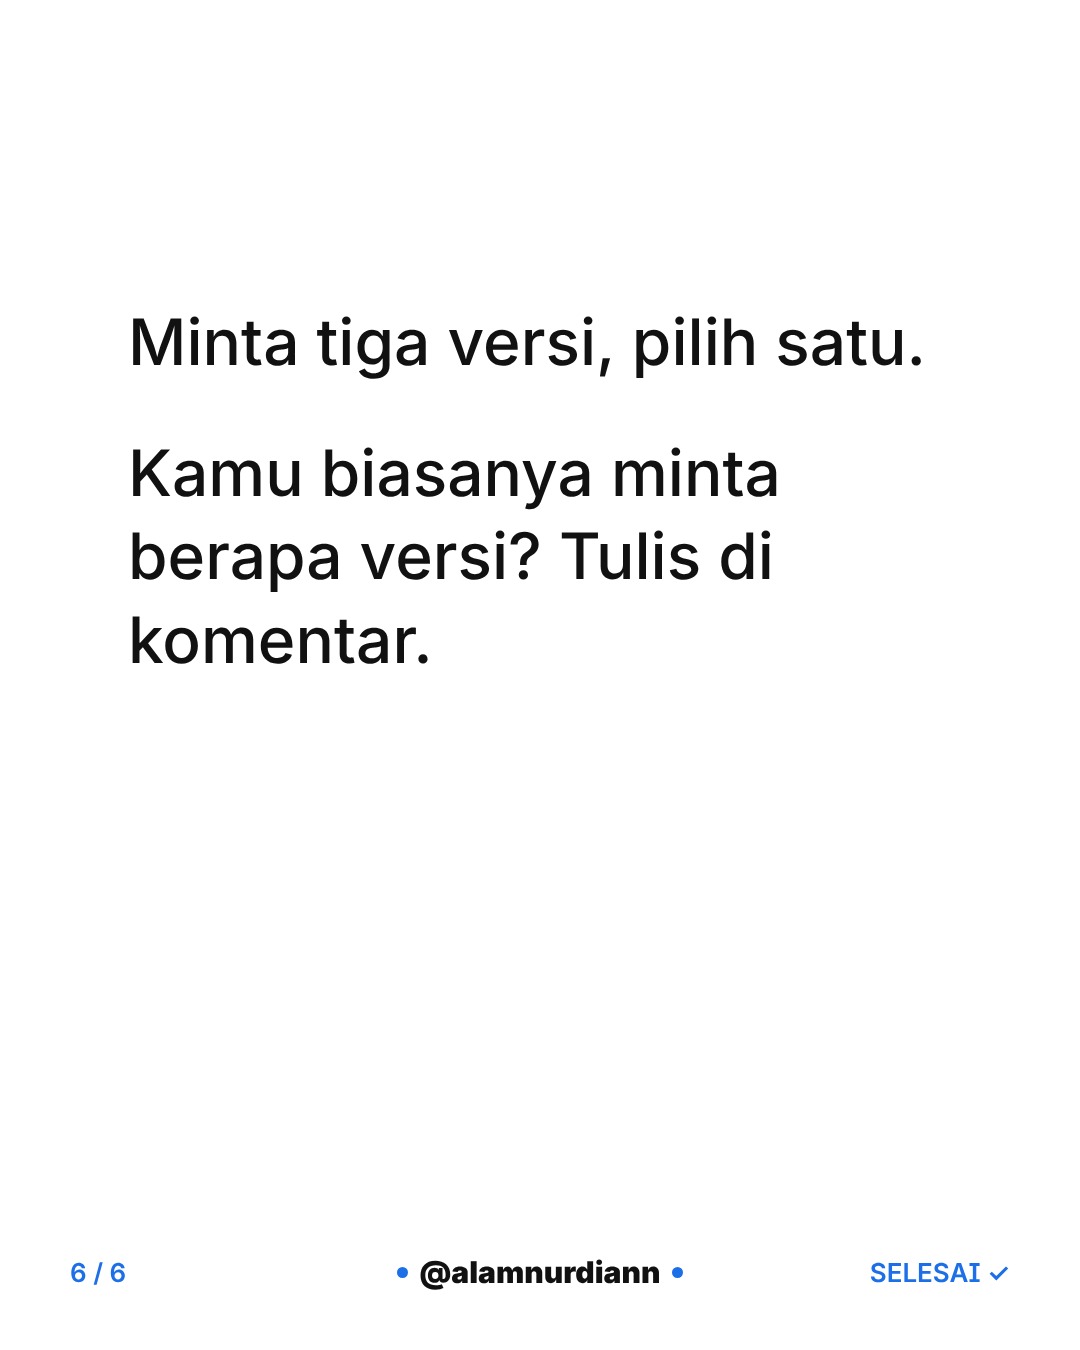 Minta tiga versi, pilih satu.
Kamu biasanya minta
berapa versi? Tulis di
komentar.
6 / 6
• @alamnurdiann •
SELESAI ✓